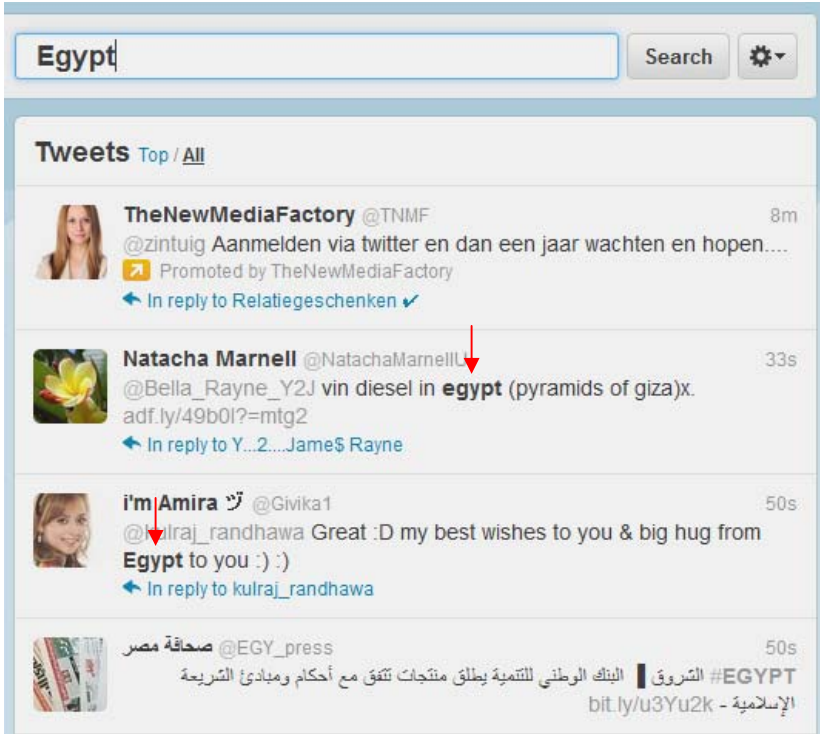 Egypt
Search
Tweets Top / All
TheNewMediaFactory @TNMF 8m
@zintuig Aanmelden via twitter en dan een jaar wachten en hopen....
Promoted by TheNewMediaFactory
In reply to Relatiegeschenken ✔
Natacha Marnell @NatachaMarnellU 33s
@Bella_Rayne_Y2J vin diesel in egypt (pyramids of giza)x.
adf.ly/49b0l?=mtg2
In reply to Y...2....Jame$ Rayne
i'm Amira ツ @Givika1 50s
@kulraj_randhawa Great :D my best wishes to you & big hug from
Egypt to you :) :)
In reply to kulraj_randhawa
صحافة مصر @EGY_press 50s
#EGYPT الشروق ▌ البنك الوطني للتنمية يطلق منتجات تتفق مع أحكام ومبادئ الشريعة
الإسلامية - bit.ly/u3Yu2k